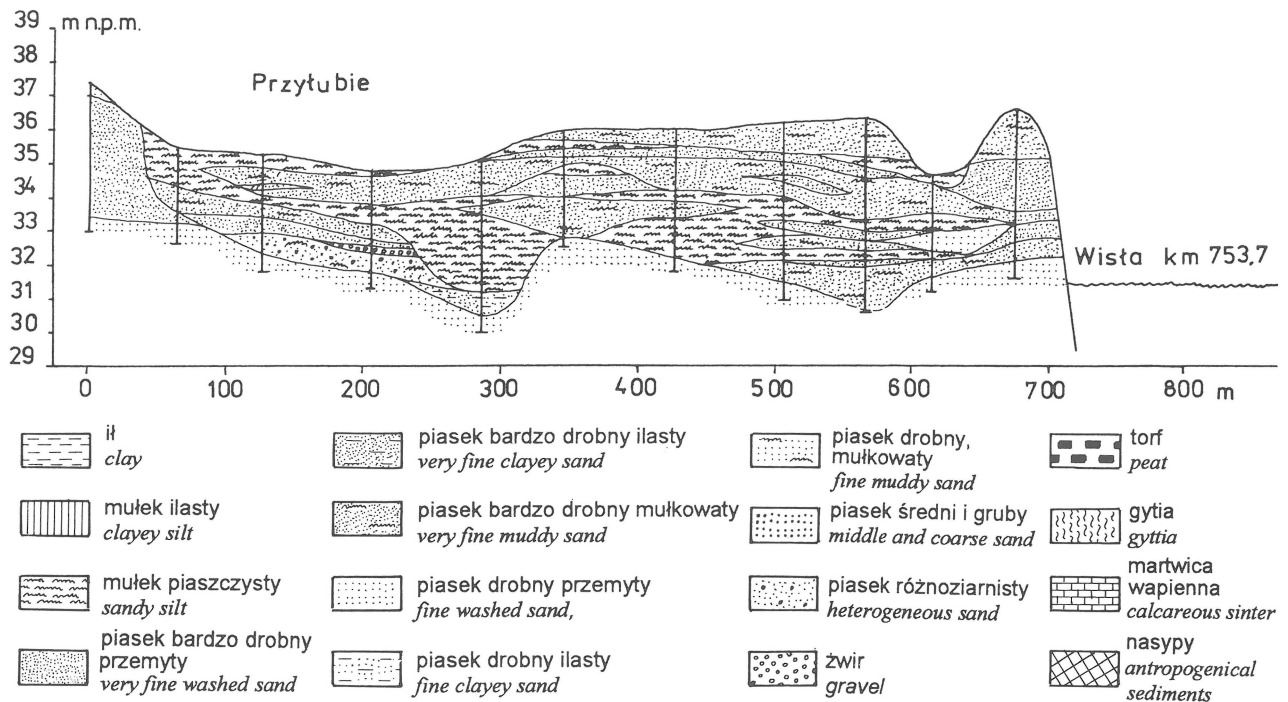 39 m n.p.m.
38
37
36
35
34
33
32
31
30
29
Przyłubie
Wisła km 753,7
0 100 200 300 400 500 600 700 800 m
ił
clay
mułek ilasty
clayey silt
mułek piaszczysty
sandy silt
piasek bardzo drobny
przemyty
very fine washed sand
piasek bardzo drobny ilasty
very fine clayey sand
piasek bardzo drobny mułkowaty
very fine muddy sand
piasek drobny przemyty
fine washed sand,
piasek drobny ilasty
fine clayey sand
piasek drobny,
mułkowaty
fine muddy sand
piasek średni i gruby
middle and coarse sand
piasek różnoziarnisty
heterogeneous sand
żwir
gravel
torf
peat
gytia
gyttia
martwica
wapienna
calcareous sinter
nasypy
antropogenical
sediments